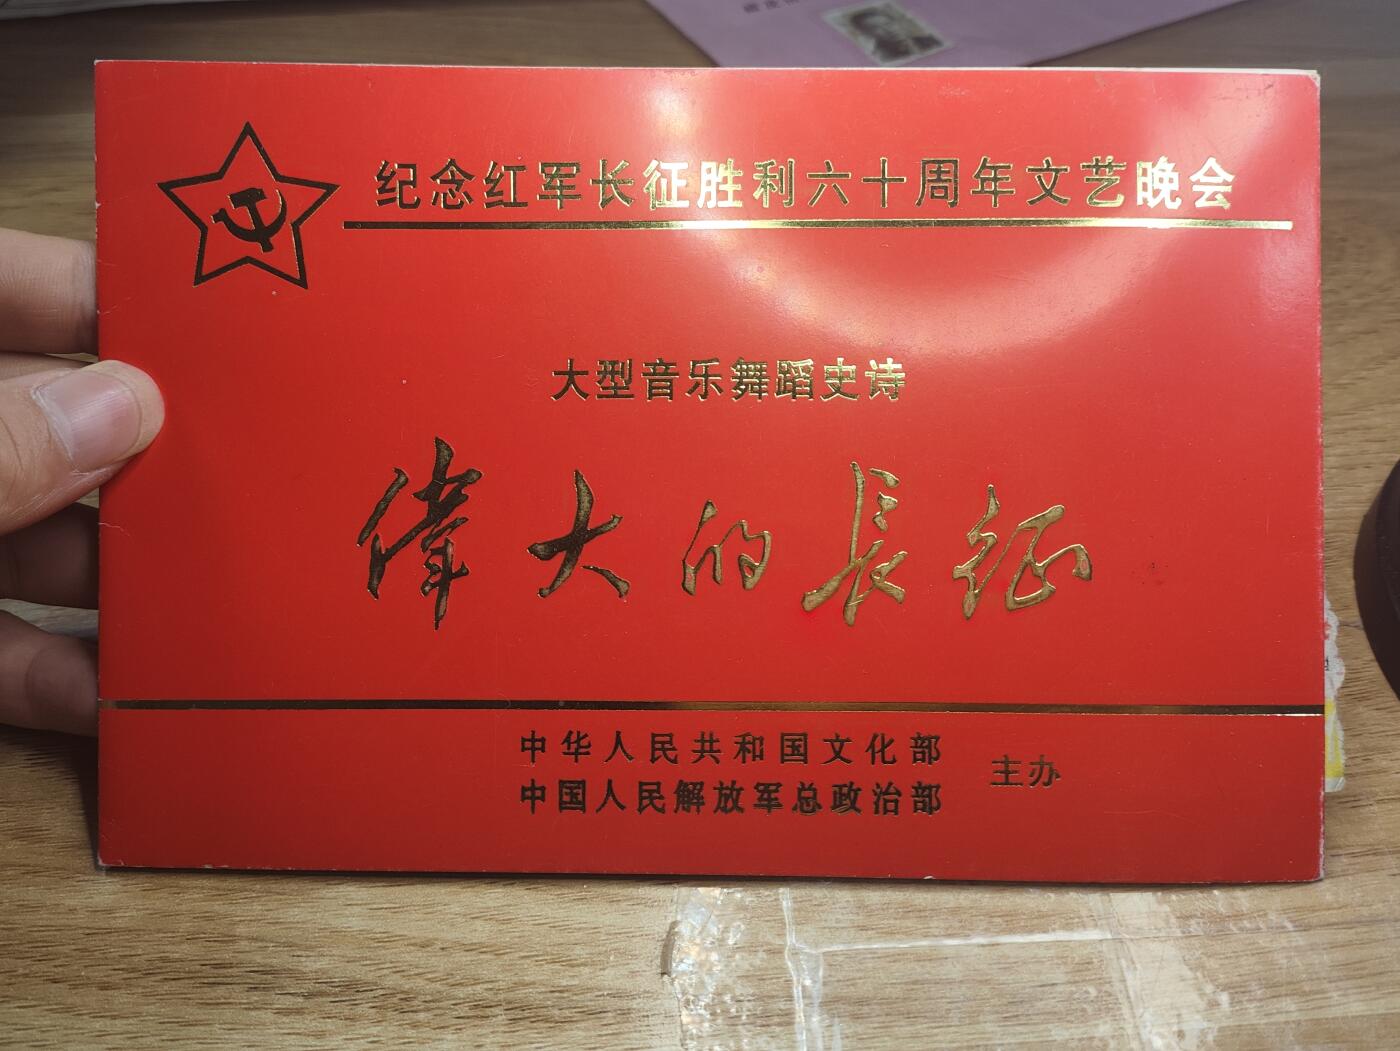 纪念红军长征胜利六十周年文艺晚会
大型音乐舞蹈史诗
偉大的長征
中华人民共和国文化部
中国人民解放军总政治部
主办